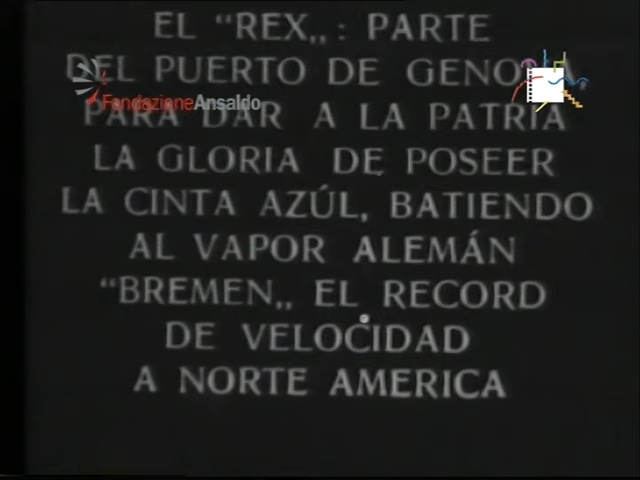 EL “REX„ : PARTE
DEL PUERTO DE GENOVA,
PARA DAR A LA PATRIA
LA GLORIA DE POSEER
LA CINTA AZÚL, BATIENDO
AL VAPOR ALEMÁN
“BREMEN„ EL RECORD
DE VELOCIDAD
A NORTE AMERICA
FondazioneAnsaldo